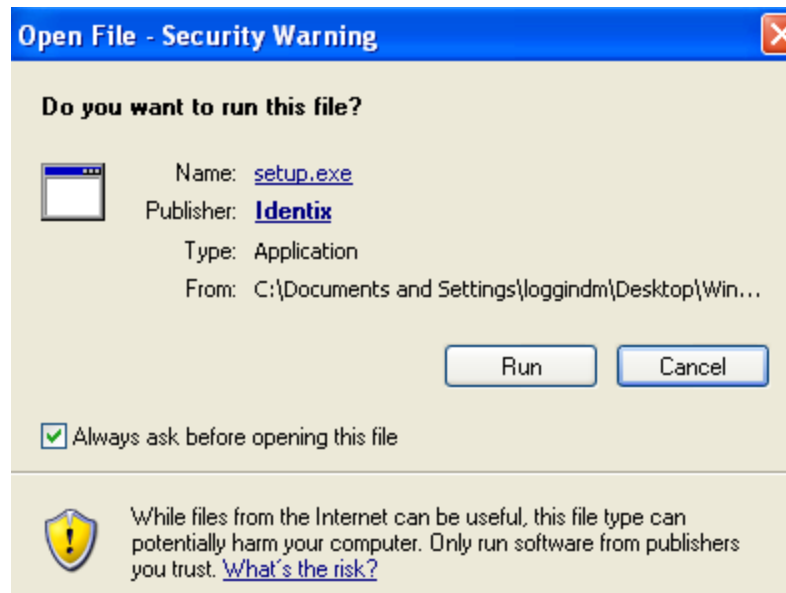 Open File - Security Warning
Do you want to run this file?
Name: setup.exe
Publisher: Identix
Type: Application
From: C:\Documents and Settings\loggindm\Desktop\Win...
Run Cancel
Always ask before opening this file
While files from the Internet can be useful, this file type can
potentially harm your computer. Only run software from publishers
you trust. What's the risk?